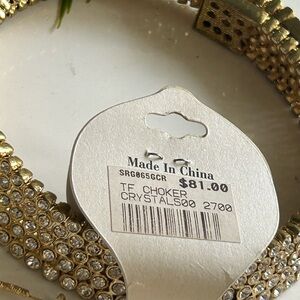 Made In China
SRG065GCR $81.00
TF CHOKER
CRYSTALS00 2700